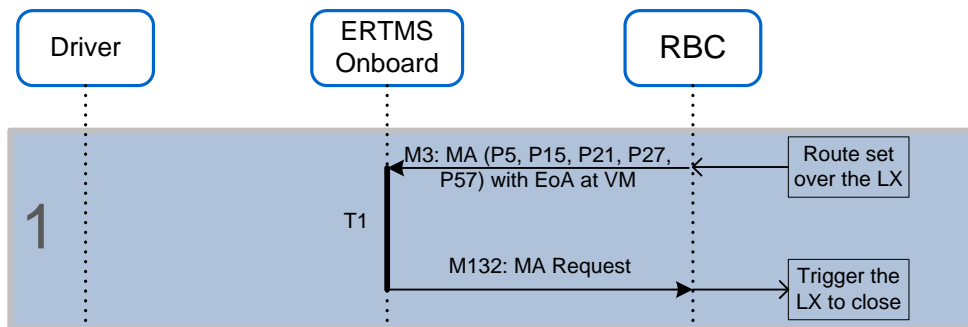 Driver
ERTMS
Onboard
RBC
M3: MA (P5, P15, P21, P27,
P57) with EoA at VM
Route set
over the LX
1
T1
M132: MA Request
Trigger the
LX to close